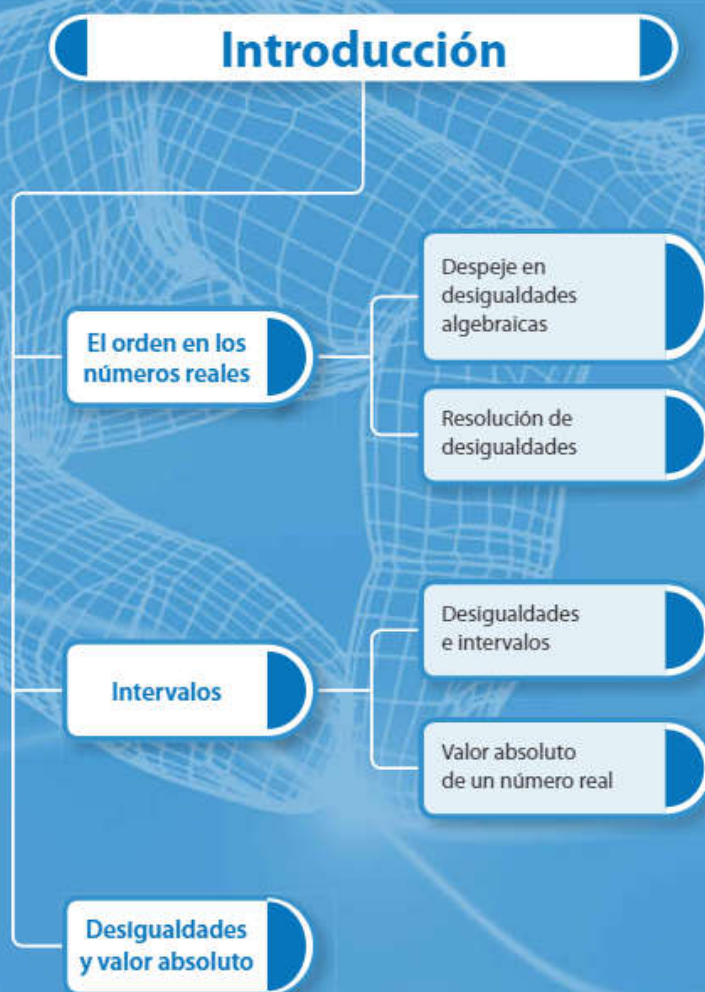 Introducción
El orden en los
números reales
Despeje en
desigualdades
algebraicas
Resolución de
desigualdades
Intervalos
Desigualdades
e intervalos
Valor absoluto
de un número real
Desigualdades
y valor absoluto